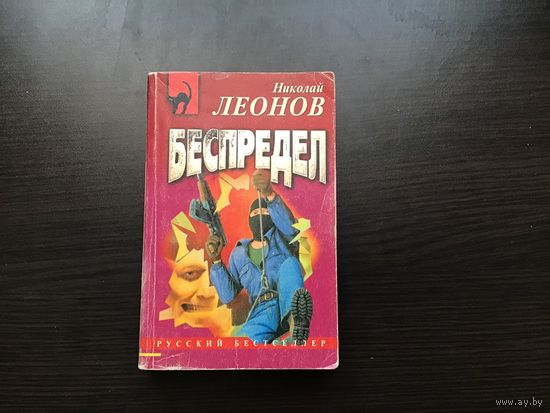 Николай
ЛЕОНОВ
БЕСПРЕДЕЛ
РУССКИЙ БЕСТСЕЛЛЕР
www.ay.by